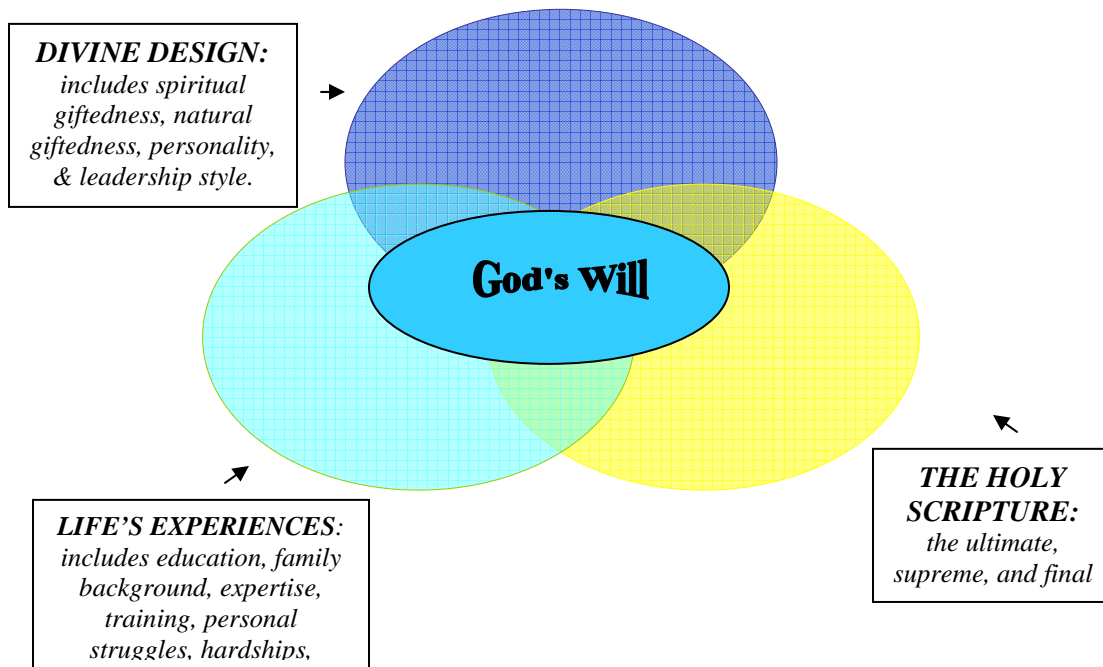 DIVINE DESIGN:
includes spiritual
giftedness, natural
giftedness, personality,
& leadership style.
God's Will
LIFE’S EXPERIENCES:
includes education, family
background, expertise,
training, personal
struggles, hardships,
THE HOLY
SCRIPTURE:
the ultimate,
supreme, and final